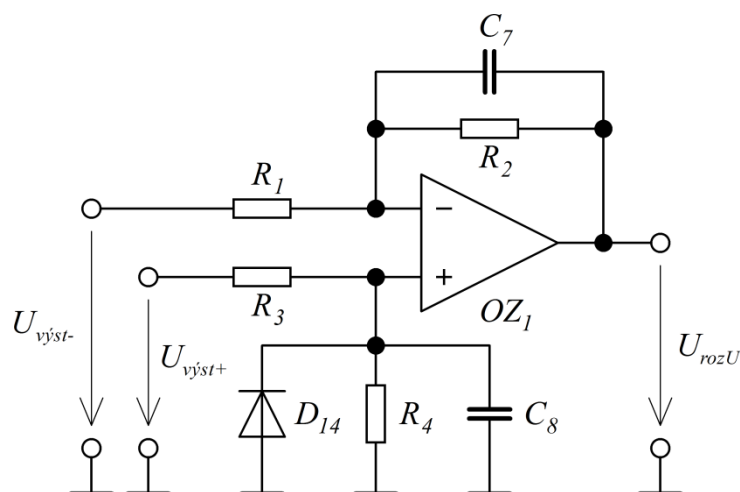 C7
R2
R1
−
+
R3
OZ1
Uvýst-
Uvýst+
UrozU
D14
R4
C8